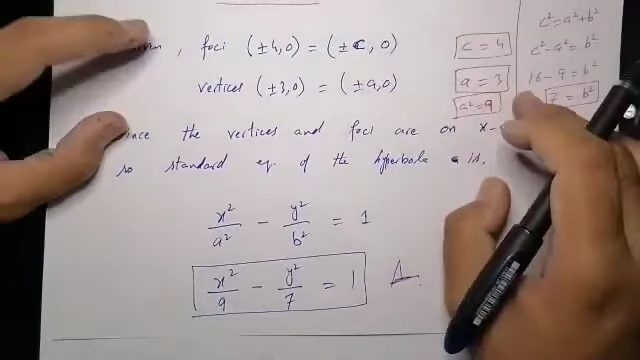 foci (±4,0) = (±c, 0)
c = 4
vertices (±3,0) = (±a,0)
a = 3
a² = 9
c² = a² + b²
c² - a² = b²
16 - 9 = b²
7 = b²
the vertices and foci are on x-
so standard eq. of the hyperbola is.
x²/a² - y²/b² = 1
x²/9 - y²/7 = 1